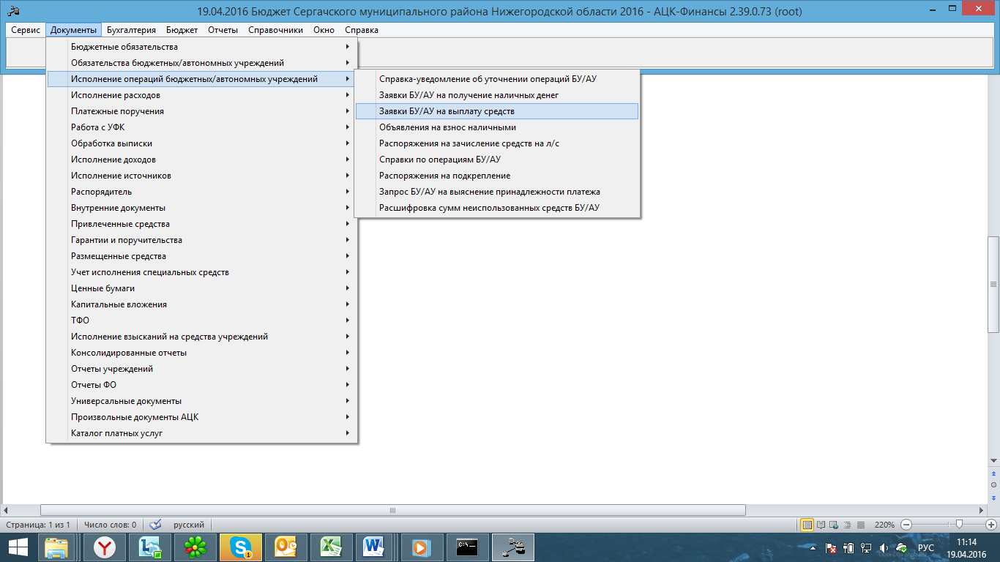 19.04.2016 Бюджет Сергачского муниципального района Нижегородской области 2016 - АЦК-Финансы 2.39.0.73 (root)
Сервис Документы Бухгалтерия Бюджет Отчеты Справочники Окно Справка
Бюджетные обязательства
Обязательства бюджетных/автономных учреждений
Исполнение операций бюджетных/автономных учреждений
Исполнение расходов
Платежные поручения
Работа с УФК
Обработка выписки
Исполнение доходов
Исполнение источников
Распорядитель
Внутренние документы
Привлеченные средства
Гарантии и поручительства
Размещенные средства
Учет исполнения специальных средств
Ценные бумаги
Капитальные вложения
ТФО
Исполнение взысканий на средства учреждений
Консолидированные отчеты
Отчеты учреждений
Отчеты ФО
Универсальные документы
Произвольные документы АЦК
Каталог платных услуг
Справка-уведомление об уточнении операций БУ/АУ
Заявки БУ/АУ на получение наличных денег
Заявки БУ/АУ на выплату средств
Объявления на взнос наличными
Распоряжения на зачисление средств на л/с
Справки по операциям БУ/АУ
Распоряжения на подкрепление
Запрос БУ/АУ на выяснение принадлежности платежа
Расшифровка сумм неиспользованных средств БУ/АУ
Страница: 1 из 1 Число слов: 0 русский 220%
РУС 11:14
19.04.2016